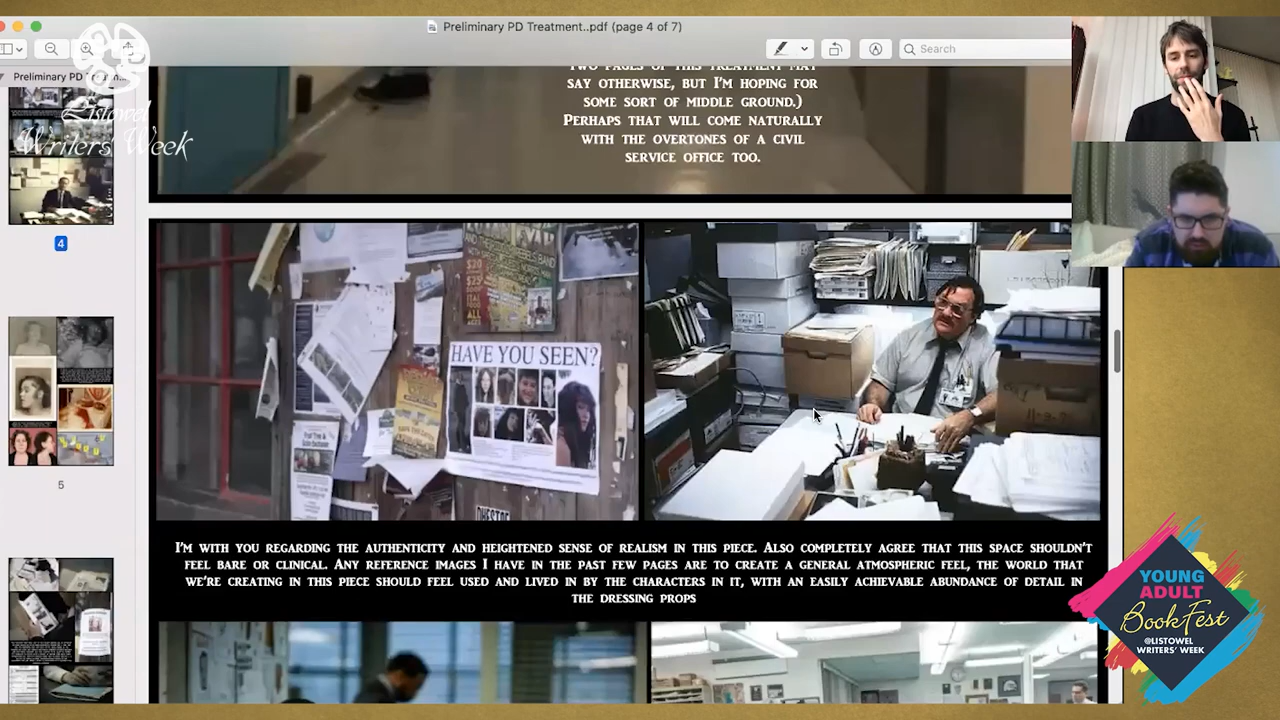 Preliminary PD Treatment..pdf (page 4 of 7)
Search
Preliminary PD Treatm...
Listowel
Writers' Week
TWO PAGES OF THIS TREATMENT MAY
SAY OTHERWISE, BUT I'M HOPING FOR
SOME SORT OF MIDDLE GROUND.)
PERHAPS THAT WILL COME NATURALLY
WITH THE OVERTONES OF A CIVIL
SERVICE OFFICE TOO.
4
5
HAVE YOU SEEN?
I'M WITH YOU REGARDING THE AUTHENTICITY AND HEIGHTENED SENSE OF REALISM IN THIS PIECE. ALSO COMPLETELY AGREE THAT THIS SPACE SHOULDN'T
FEEL BARE OR CLINICAL. ANY REFERENCE IMAGES I HAVE IN THE PAST FEW PAGES ARE TO CREATE A GENERAL ATMOSPHERIC FEEL, THE WORLD THAT
WE'RE CREATING IN THIS PIECE SHOULD FEEL USED AND LIVED IN BY THE CHARACTERS IN IT, WITH AN EASILY ACHIEVABLE ABUNDANCE OF DETAIL IN
THE DRESSING PROPS
YOUNG
ADULT
BookFest
@LISTOWEL
WRITERS' WEEK